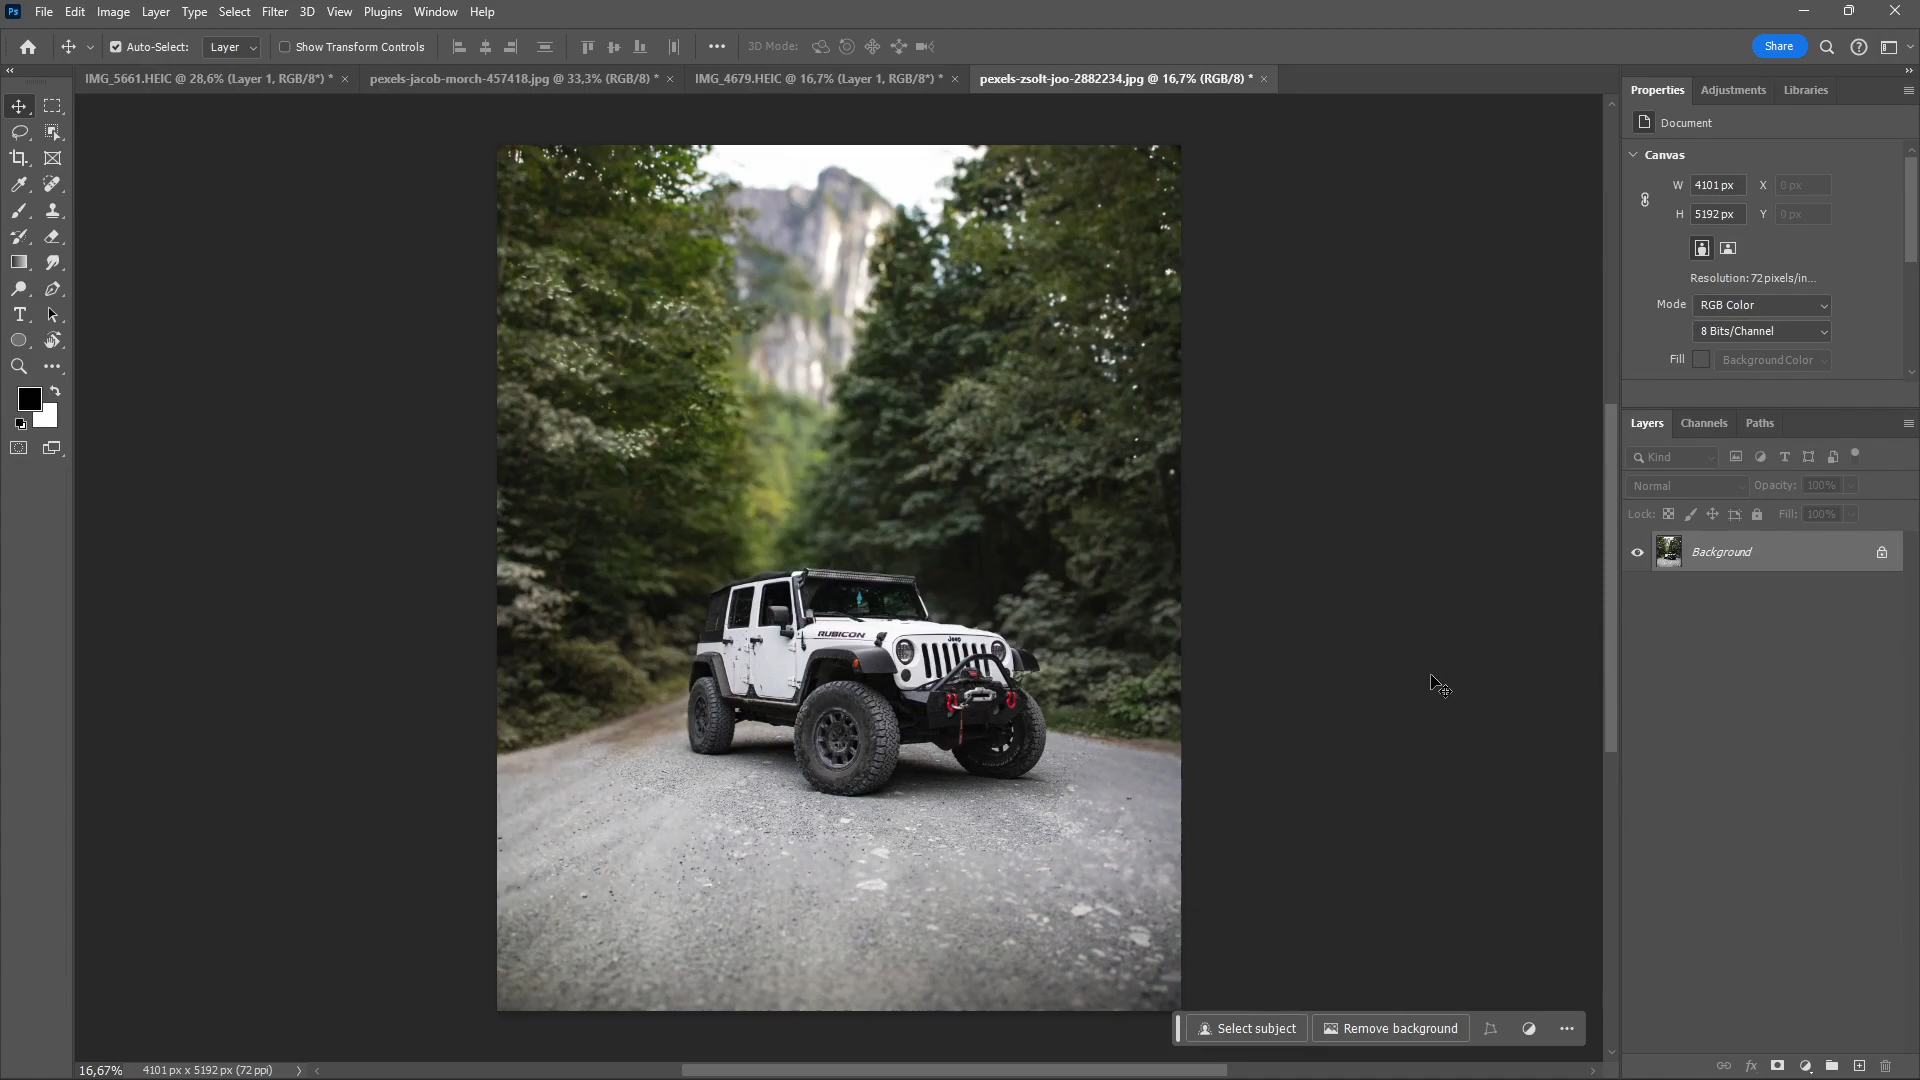 Ps File Edit Image Layer Type Select Filter 3D View Plugins Window Help
Auto-Select: Layer Show Transform Controls 3D Mode: Share
IMG_5661.HEIC @ 28,6% (Layer 1, RGB/8*) * pexels-jacob-morch-457418.jpg @ 33,3% (RGB/8) * IMG_4679.HEIC @ 16,7% (Layer 1, RGB/8*) * pexels-zsolt-joo-2882234.jpg @ 16,7% (RGB/8) *
Properties Adjustments Libraries
Document
Canvas
W 4101 px X 0 px
H 5192 px Y 0 px
Resolution: 72 pixels/in...
Mode RGB Color
8 Bits/Channel
Fill Background Color
Layers Channels Paths
Kind
Normal Opacity: 100%
Lock: Fill: 100%
Background
RUBICON
Jeep
Select subject Remove background
16,67% 4101 px x 5192 px (72 ppi)